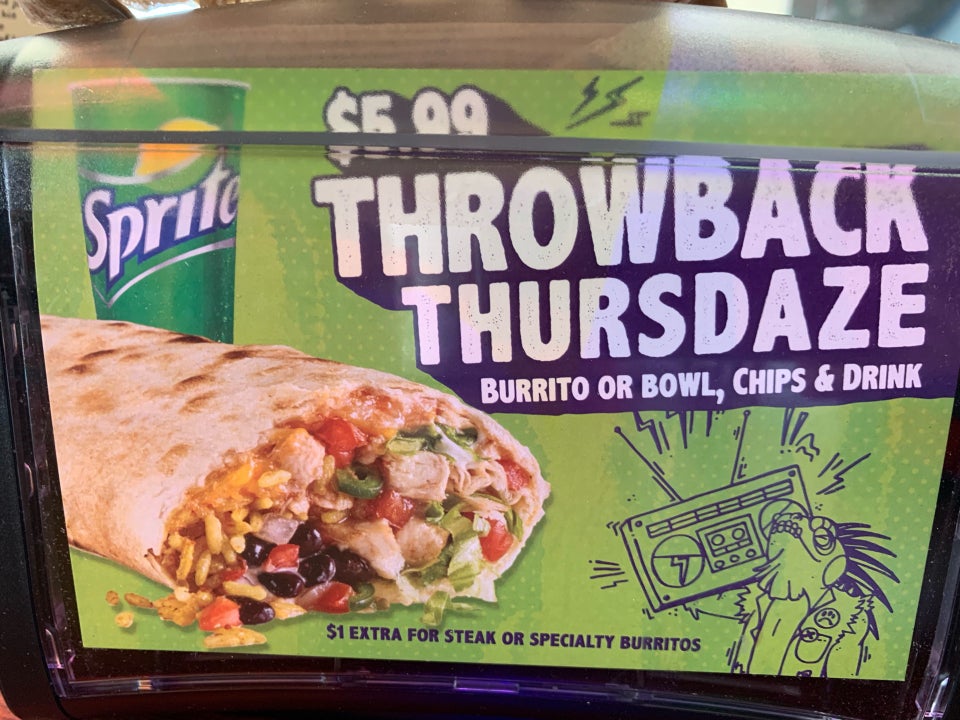 Sprite
$5.99
THROWBACK
THURSDAZE
BURRITO OR BOWL, CHIPS & DRINK
$1 EXTRA FOR STEAK OR SPECIALTY BURRITOS